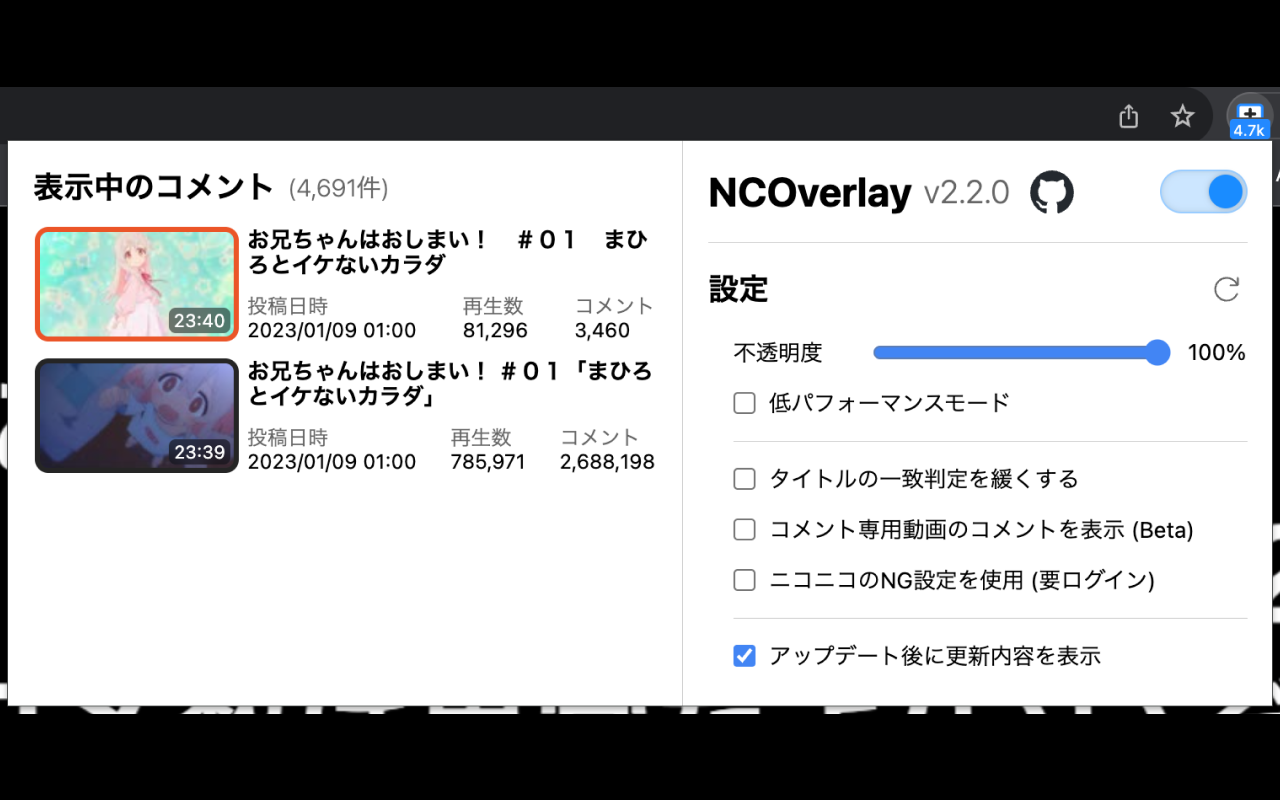 4.7k
表示中のコメント (4,691件)
お兄ちゃんはおしまい！　＃０１　まひ
ろとイケないカラダ
23:40
投稿日時 再生数 コメント
2023/01/09 01:00 81,296 3,460
お兄ちゃんはおしまい！ ＃０１「まひろ
とイケないカラダ」
23:39
投稿日時 再生数 コメント
2023/01/09 01:00 785,971 2,688,198
NCOverlay v2.2.0
設定
不透明度 100%
低パフォーマンスモード
タイトルの一致判定を緩くする
コメント専用動画のコメントを表示 (Beta)
ニコニコのNG設定を使用 (要ログイン)
アップデート後に更新内容を表示